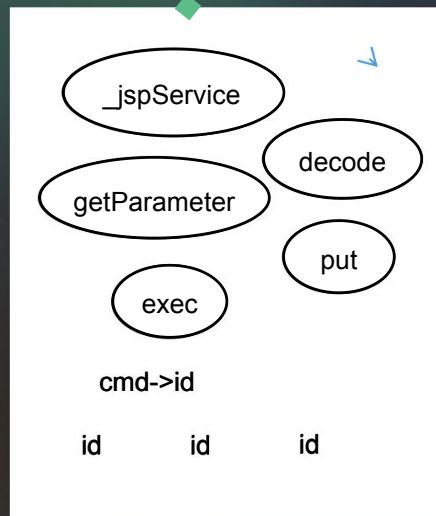 _jspService
decode
getParameter
put
exec
cmd->id
id id id